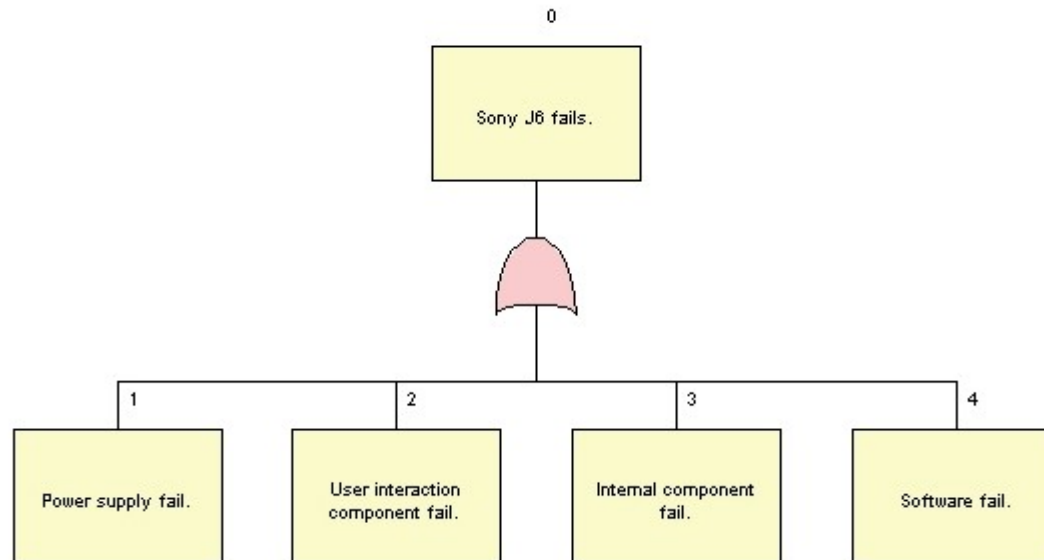 0
Sony J6 fails.
1
2
3
4
Power supply fail.
User interaction
component fail.
Internal component
fail.
Software fail.